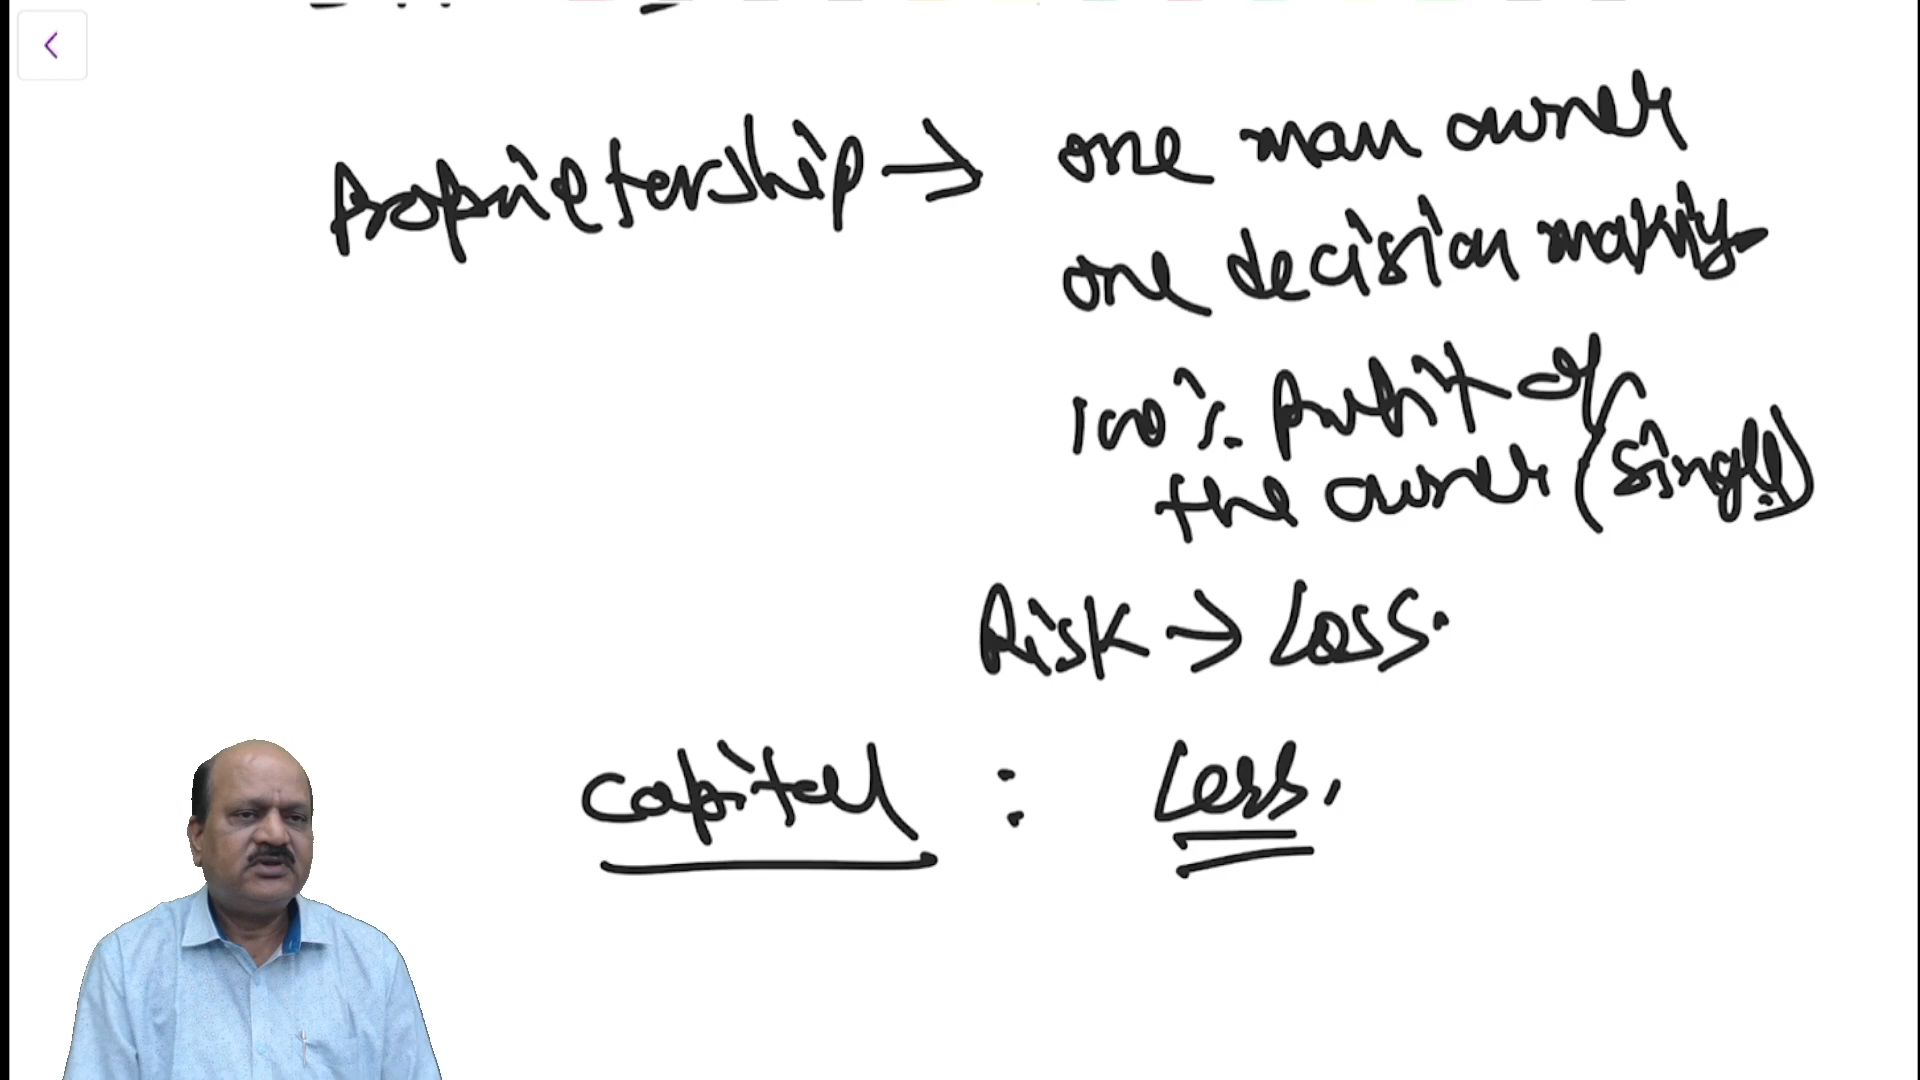 Proprietership → one man owner
one decision making.
100% profit of
the owner (single)
Risk → Loss.
Capital : Less.